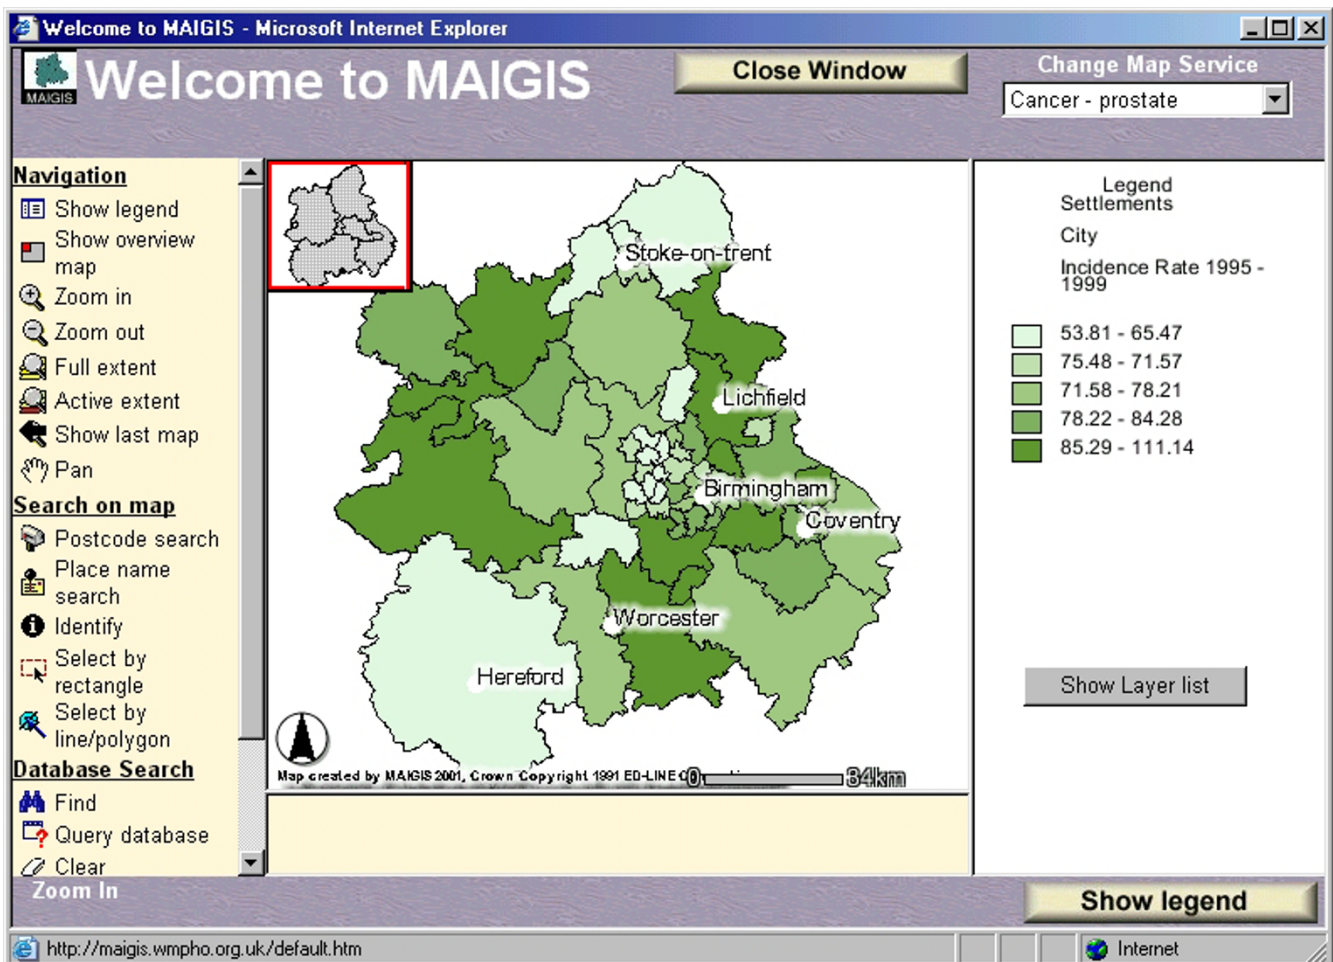 Welcome to MAIGIS - Microsoft Internet Explorer
MAIGIS
Welcome to MAIGIS
Close Window
Change Map Service
Cancer - prostate
Navigation
Show legend
Show overview
map
Zoom in
Zoom out
Full extent
Active extent
Show last map
Pan
Search on map
Postcode search
Place name
search
Identify
Select by
rectangle
Select by
line/polygon
Database Search
Find
Query database
Clear
Stoke-on-trent
Lichfield
Birmingham
Coventry
Worcester
Hereford
Map created by MAIGIS 2001, Crown Copyright 1991 ED-LINE
0 34km
Legend
Settlements
City
Incidence Rate 1995 -
1999
53.81 - 65.47
75.48 - 71.57
71.58 - 78.21
78.22 - 84.28
85.29 - 111.14
Show Layer list
Zoom In
Show legend
http://maigis.wmpho.org.uk/default.htm
Internet